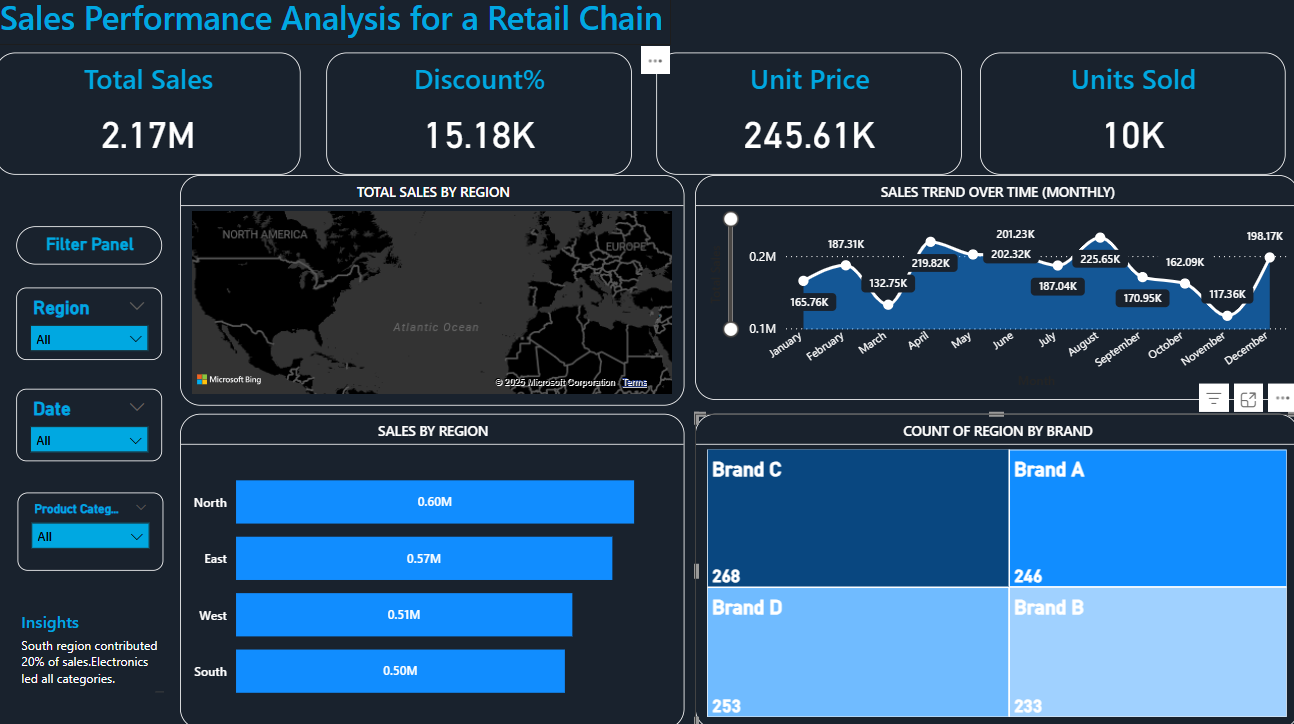 Sales Performance Analysis for a Retail Chain
Total Sales
2.17M
Discount%
15.18K
Unit Price
245.61K
Units Sold
10K
Filter Panel
Region
All
Date
All
Product Categ...
All
Insights
South region contributed
20% of sales.Electronics
led all categories.
TOTAL SALES BY REGION
NORTH AMERICA
EUROPE
Atlantic Ocean
Microsoft Bing
© 2025 Microsoft Corporation Terms
SALES TREND OVER TIME (MONTHLY)
0.2M
0.1M
165.76K
187.31K
132.75K
219.82K
202.32K
201.23K
187.04K
225.65K
170.95K
162.09K
117.36K
198.17K
January
February
March
April
May
June
July
August
September
October
November
December
SALES BY REGION
North 0.60M
East 0.57M
West 0.51M
South 0.50M
COUNT OF REGION BY BRAND
Brand C
268
Brand A
246
Brand D
253
Brand B
233